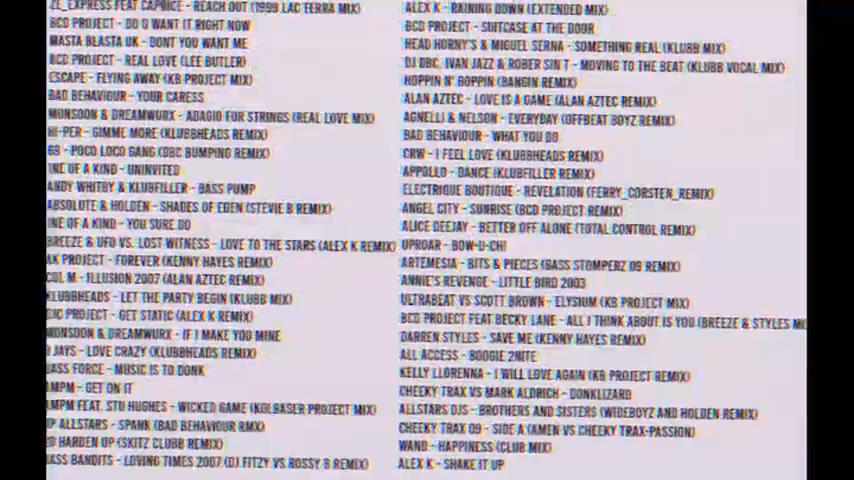 ZE_EXPRESS FEAT CAPRICE - REACH OUT (1999 LAC TERRA MIX)
BCD PROJECT - DO U WANT IT RIGHT NOW
MASTA BLASTA UK - DONT YOU WANT ME
BCD PROJECT - REAL LOVE (LEE BUTLER)
ESCAPE - FLYING AWAY (KB PROJECT MIX)
BAD BEHAVIOUR - YOUR CARESS
MONSOON & DREAMWURX - ADAGIO FOR STRINGS (REAL LOVE MIX)
HI-PER - GIMME MORE (KLUBBHEADS REMIX)
69 - POCO LOCO GANG (DBC BUMPING REMIX)
INE OF A KIND - UNINVITED
ANDY WHITBY & KLUBFILLER - BASS PUMP
ABSOLUTE & HOLDEN - SHADES OF EDEN (STEVIE B REMIX)
INE OF A KIND - YOU SURE DO
BREEZE & UFO VS. LOST WITNESS - LOVE TO THE STARS (ALEX K REMIX)
AK PROJECT - FOREVER (KENNY HAYES REMIX)
COL M - ILLUSION 2007 (ALAN AZTEC REMIX)
KLUBBHEADS - LET THE PARTY BEGIN (KLUBB MIX)
CJC PROJECT - GET STATIC (ALEX K REMIX)
MONSOON & DREAMWURX - IF I MAKE YOU MINE
JAYS - LOVE CRAZY (KLUBBHEADS REMIX)
ASS FORCE - MUSIC IS TO DONK
MPM - GET ON IT
MPM FEAT. STU HUGHES - WICKED GAME (KOLBASER PROJECT MIX)
P ALLSTARS - SPANK (BAD BEHAVIOUR RMX)
HARDEN UP (SKITZ CLUBB REMIX)
ASS BANDITS - LOVING TIMES 2007 (DJ FITZY VS ROSSY B REMIX)
ALEX K - RAINING DOWN (EXTENDED MIX)
BCD PROJECT - SUITCASE AT THE DOOR
HEAD HORNY'S & MIGUEL SERNA - SOMETHING REAL (KLUBB MIX)
DJ DBC, IVAN JAZZ & ROBER SIN T - MOVING TO THE BEAT (KLUBB VOCAL MIX)
HOPPIN N' BOPPIN (BANGIN REMIX)
ALAN AZTEC - LOVE IS A GAME (ALAN AZTEC REMIX)
AGNELLI & NELSON - EVERYDAY (OFFBEAT BOYZ REMIX)
BAD BEHAVIOUR - WHAT YOU DO
CRW - I FEEL LOVE (KLUBBHEADS REMIX)
APPOLLO - DANCE (KLUBFILLER REMIX)
ELECTRIQUE BOUTIQUE - REVELATION (FERRY_CORSTEN_REMIX)
ANGEL CITY - SUNRISE (BCD PROJECT REMIX)
ALICE DEEJAY - BETTER OFF ALONE (TOTAL CONTROL REMIX)
UPROAR - BOW-U-CHI
ARTEMESIA - BITS & PIECES (BASS STOMPERZ 09 REMIX)
ANNIE'S REVENGE - LITTLE BIRD 2003
ULTRABEAT VS SCOTT BROWN - ELYSIUM (KB PROJECT MIX)
BCD PROJECT FEAT BECKY LANE - ALL I THINK ABOUT IS YOU (BREEZE & STYLES MI
DARREN STYLES - SAVE ME (KENNY HAYES REMIX)
ALL ACCESS - BOOGIE 2NITE
KELLY LLORENNA - I WILL LOVE AGAIN (KB PROJECT REMIX)
CHEEKY TRAX VS MARK ALDRICH - DONKLIZARD
ALLSTARS DJS - BROTHERS AND SISTERS (WIDEBOYZ AND HOLDEN REMIX)
CHEEKY TRAX 09 - SIDE A (AMEN VS CHEEKY TRAX-PASSION)
WAND - HAPPINESS (CLUB MIX)
ALEX K - SHAKE IT UP